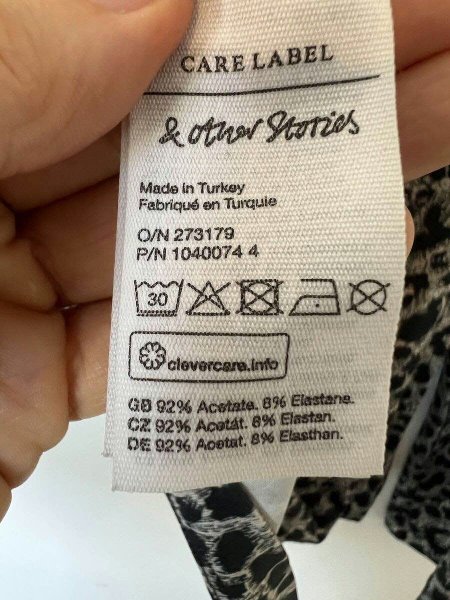 CARE LABEL
& other Stories
Made in Turkey
Fabriqué en Turquie
O/N 273179
P/N 1040074 4
30
clevercare.info
GB 92% Acetate. 8% Elastane.
CZ 92% Acetát. 8% Elastan.
DE 92% Acetat. 8% Elasthan.